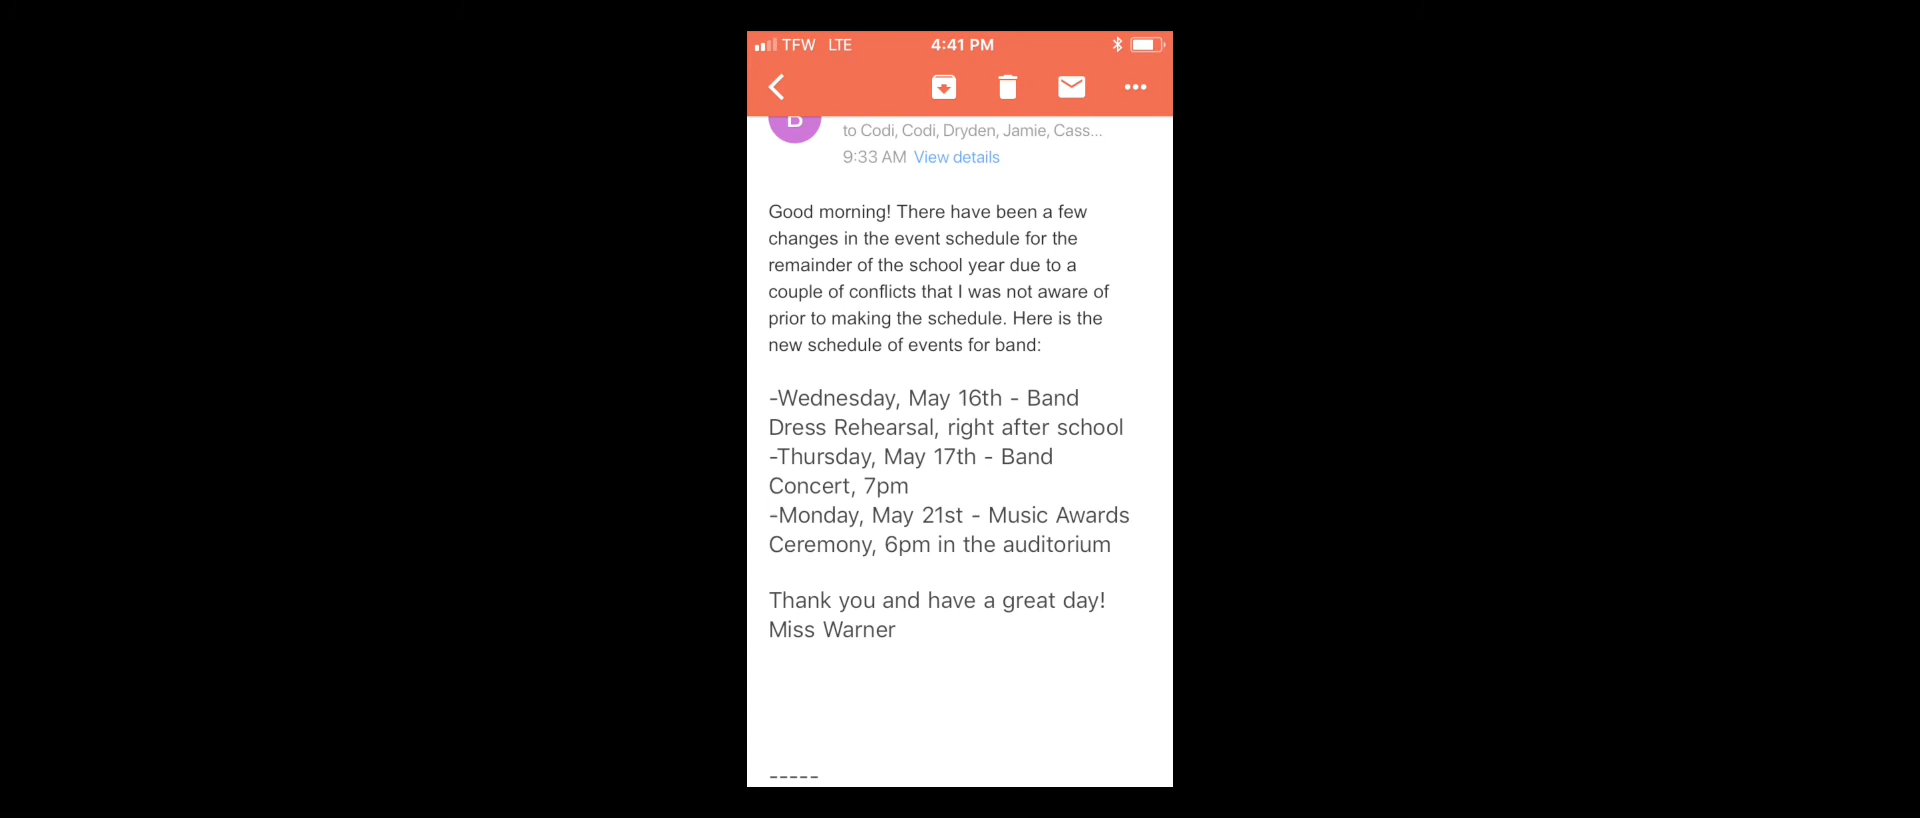 TFW LTE 4:41 PM
B
to Codi, Codi, Dryden, Jamie, Cass...
9:33 AM View details
Good morning! There have been a few
changes in the event schedule for the
remainder of the school year due to a
couple of conflicts that I was not aware of
prior to making the schedule. Here is the
new schedule of events for band:
-Wednesday, May 16th - Band
Dress Rehearsal, right after school
-Thursday, May 17th - Band
Concert, 7pm
-Monday, May 21st - Music Awards
Ceremony, 6pm in the auditorium
Thank you and have a great day!
Miss Warner
-----